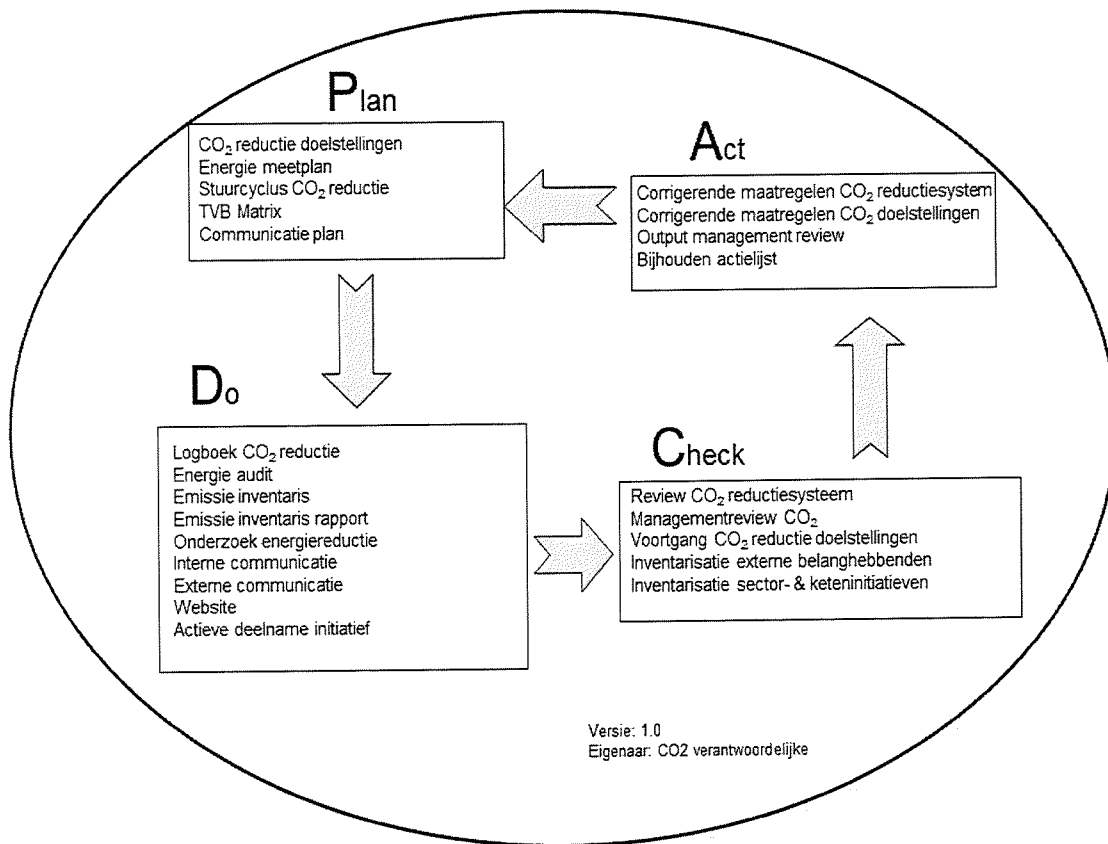 Plan
CO₂ reductie doelstellingen
Energie meetplan
Stuurcyclus CO₂ reductie
TVB Matrix
Communicatie plan
Act
Corrigerende maatregelen CO₂ reductiesystem
Corrigerende maatregelen CO₂ doelstellingen
Output management review
Bijhouden actielijst
Do
Logboek CO₂ reductie
Energie audit
Emissie inventaris
Emissie inventaris rapport
Onderzoek energiereductie
Interne communicatie
Externe communicatie
Website
Actieve deelname initiatief
Check
Review CO₂ reductiesysteem
Managementreview CO₂
Voortgang CO₂ reductie doelstellingen
Inventarisatie externe belanghebbenden
Inventarisatie sector- & keteninitiatieven
Versie: 1.0
Eigenaar: CO2 verantwoordelijke